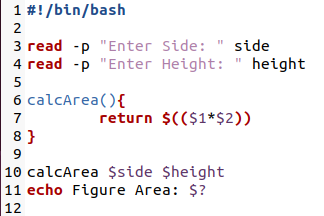 1 #!/bin/bash
2
3 read -p "Enter Side: " side
4 read -p "Enter Height: " height
5
6 calcArea(){
7         return $(($1*$2))
8 }
9
10 calcArea $side $height
11 echo Figure Area: $?
12